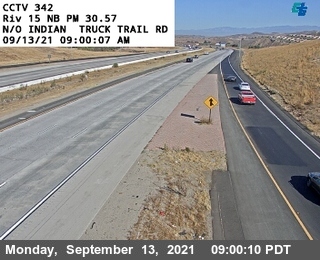 CCTV 342
Riv 15 NB PM 30.57
N/O INDIAN TRUCK TRAIL RD
09/13/21 09:00:07 AM
Monday, September 13, 2021 09:00:10 PDT